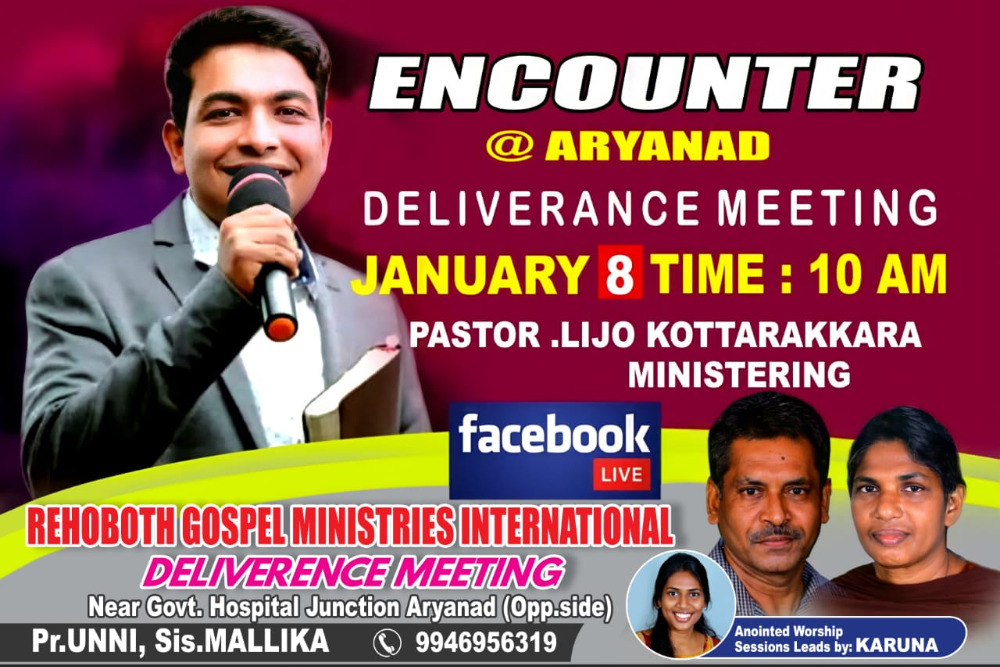 ENCOUNTER
@ ARYANAD
DELIVERANCE MEETING
JANUARY 8 TIME : 10 AM
PASTOR .LIJO KOTTARAKKARA
MINISTERING
facebook
LIVE
REHOBOTH GOSPEL MINISTRIES INTERNATIONAL
DELIVERENCE MEETING
Near Govt. Hospital Junction Aryanad (Opp.side)
Pr.UNNI, Sis.MALLIKA 9946956319
Anointed Worship
Sessions Leads by: KARUNA